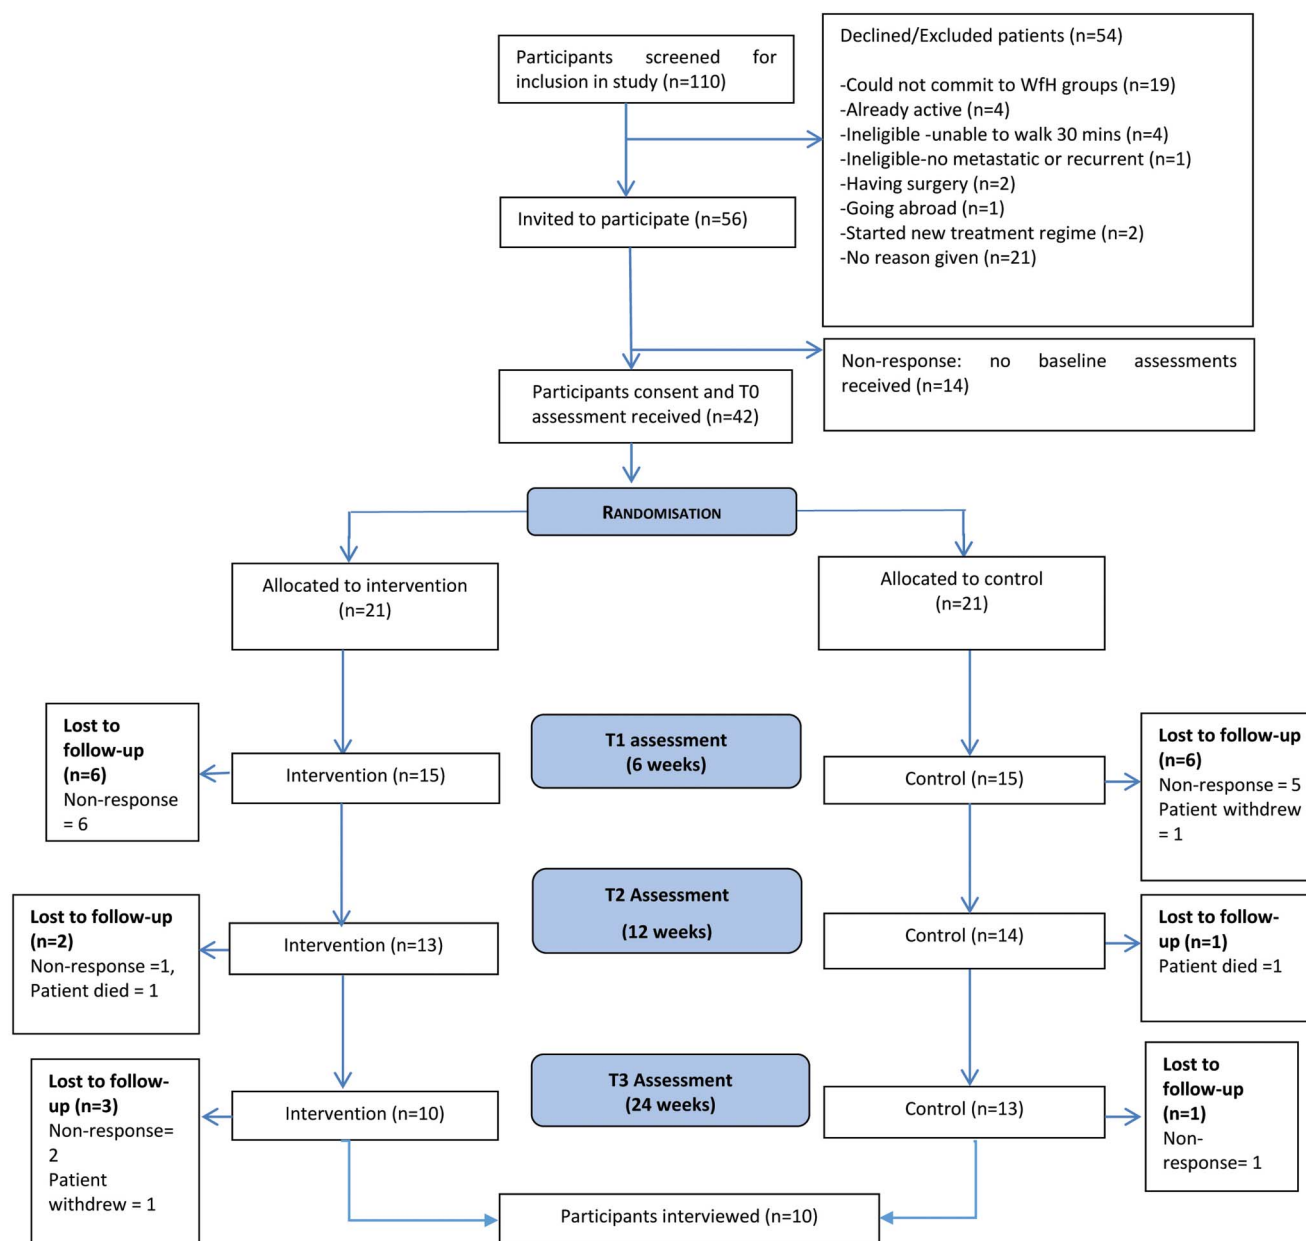 Participants screened for
inclusion in study (n=110)
Declined/Excluded patients (n=54)
-Could not commit to WfH groups (n=19)
-Already active (n=4)
-Ineligible -unable to walk 30 mins (n=4)
-Ineligible-no metastatic or recurrent (n=1)
-Having surgery (n=2)
-Going abroad (n=1)
-Started new treatment regime (n=2)
-No reason given (n=21)
Invited to participate (n=56)
Non-response: no baseline assessments
received (n=14)
Participants consent and T0
assessment received (n=42)
RANDOMISATION
Allocated to intervention
(n=21)
Allocated to control
(n=21)
Lost to
follow-up
(n=6)
Non-response
= 6
Intervention (n=15)
T1 assessment
(6 weeks)
Control (n=15)
Lost to follow-up
(n=6)
Non-response = 5
Patient withdrew
= 1
Lost to follow-up
(n=2)
Non-response =1,
Patient died = 1
Intervention (n=13)
T2 Assessment
(12 weeks)
Control (n=14)
Lost to follow-
up (n=1)
Patient died =1
Lost to follow-
up (n=3)
Non-response=
2
Patient
withdrew = 1
Intervention (n=10)
T3 Assessment
(24 weeks)
Control (n=13)
Lost to
follow-up
(n=1)
Non-
response= 1
Participants interviewed (n=10)